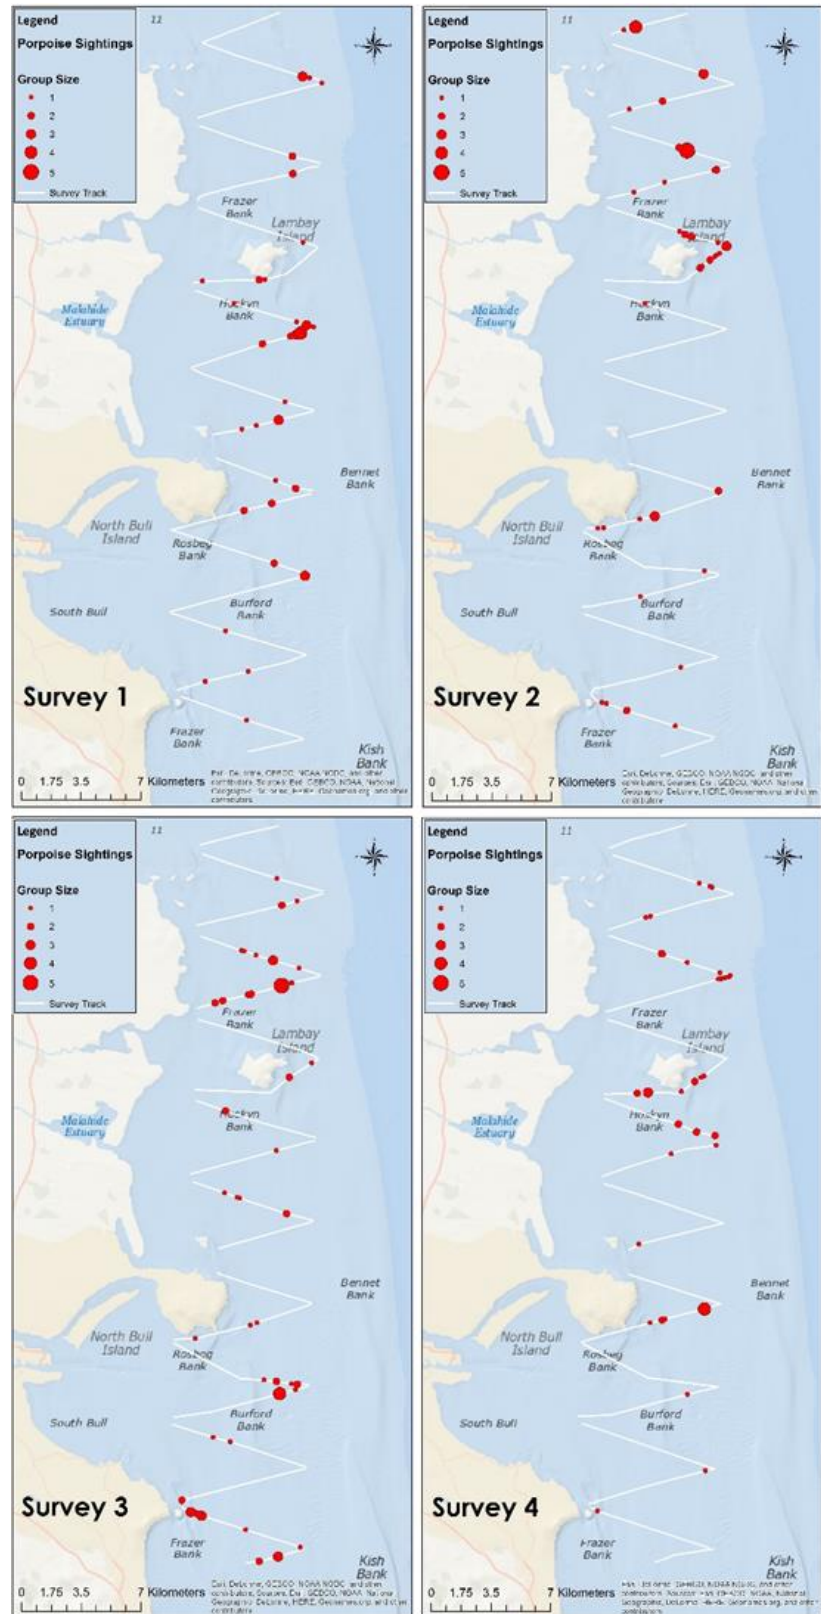 Legend
Porpoise Sightings
Group Size
1
2
3
4
5
Survey Track
11
Frazer
Bank
Lambay
Island
Malahide
Estuary
Hoskyn
Bank
Bennet
Bank
North Bull
Island
Rosbeg
Bank
South Bull
Burford
Bank
Survey 1
Frazer
Bank
Kish
Bank
0 1.75 3.5 7 Kilometers
Legend
Porpoise Sightings
Group Size
1
2
3
4
5
Survey Track
11
Frazer
Bank
Lambay
Island
Malahide
Estuary
Hoskyn
Bank
Bennet
Bank
North Bull
Island
Rosbeg
Bank
South Bull
Burford
Bank
Survey 2
Frazer
Bank
Kish
Bank
0 1.75 3.5 7 Kilometers
Legend
Porpoise Sightings
Group Size
1
2
3
4
5
Survey Track
11
Frazer
Bank
Lambay
Island
Malahide
Estuary
Hoskyn
Bank
Bennet
Bank
North Bull
Island
Rosbeg
Bank
South Bull
Burford
Bank
Survey 3
Frazer
Bank
Kish
Bank
0 1.75 3.5 7 Kilometers
Legend
Porpoise Sightings
Group Size
1
2
3
4
5
Survey Track
11
Frazer
Bank
Lambay
Island
Malahide
Estuary
Hoskyn
Bank
Bennet
Bank
North Bull
Island
Rosbeg
Bank
South Bull
Burford
Bank
Survey 4
Frazer
Bank
Kish
Bank
0 1.75 3.5 7 Kilometers